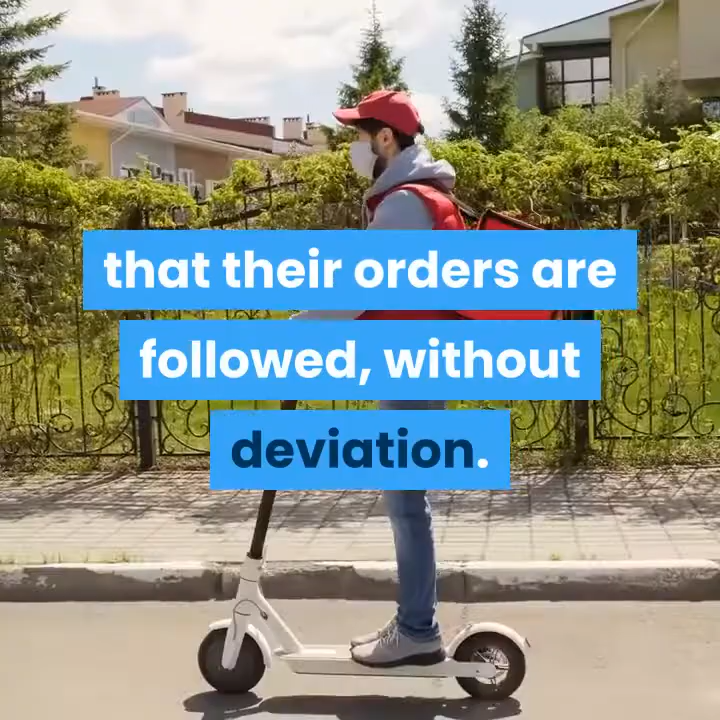 that their orders are
followed, without
deviation.